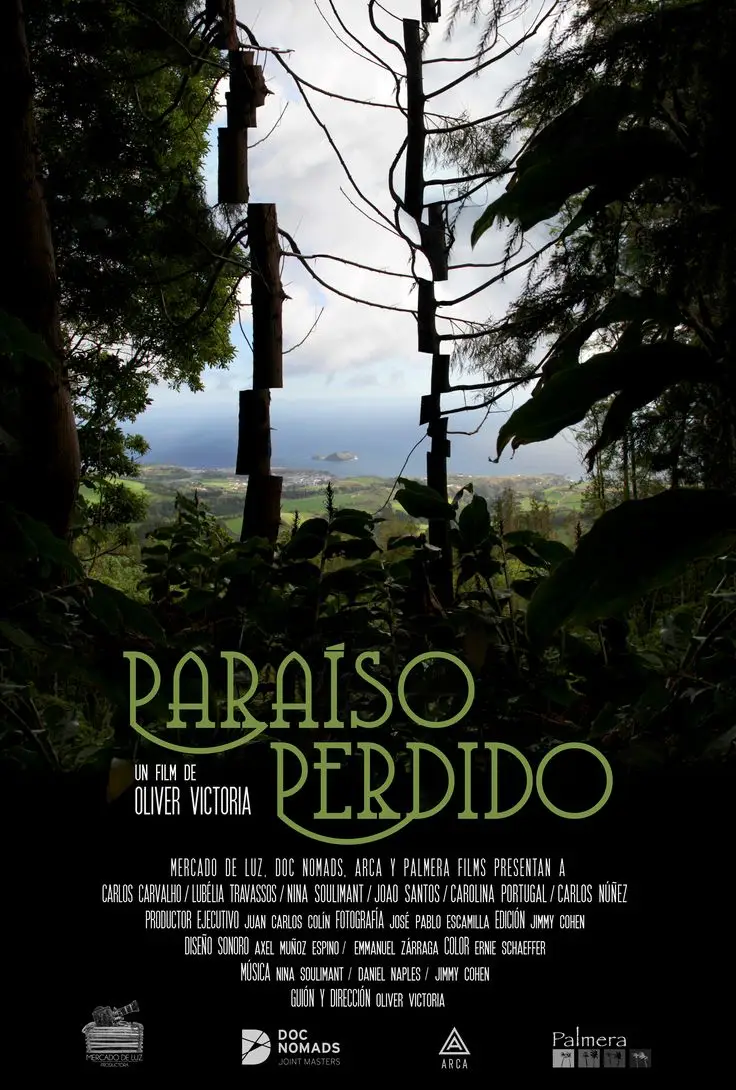 PARAÍSO
PERDIDO
UN FILM DE
OLIVER VICTORIA
MERCADO DE LUZ, DOC NOMADS, ARCA Y PALMERA FILMS PRESENTAN A
CARLOS CARVALHO / LUBÉLIA TRAVASSOS / NINA SOULIMANT / JOAO SANTOS / CAROLINA PORTUGAL / CARLOS NÚÑEZ
PRODUCTOR EJECUTIVO JUAN CARLOS COLÍN FOTOGRAFÍA JOSÉ PABLO ESCAMILLA EDICIÓN JIMMY COHEN
DISEÑO SONORO AXEL MUÑOZ ESPINO / EMMANUEL ZÁRRAGA COLOR ERNIE SCHAEFFER
MÚSICA NINA SOULIMANT / DANIEL NAPLES / JIMMY COHEN
GUIÓN Y DIRECCIÓN OLIVER VICTORIA
MERCADO DE LUZ
PRODUCTORA
DOC
NOMADS
JOINT MASTERS
ARCA
Palmera